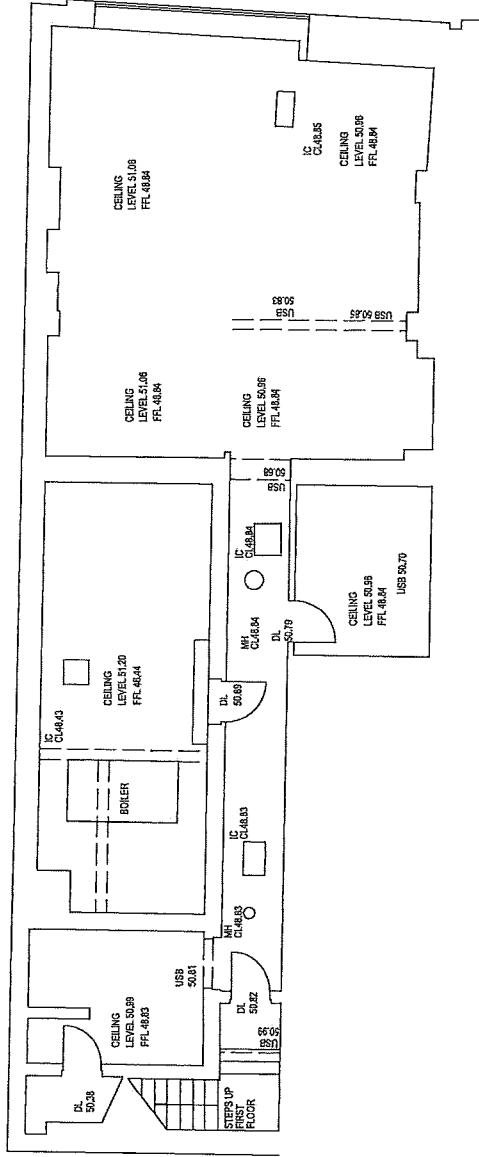 CEILING
LEVEL 51.06
FFL 48.84
IC
CL48.85
CEILING
LEVEL 50.96
FFL 48.84
USB
50.83
USB 50.85
CEILING
LEVEL 51.06
FFL 48.84
CEILING
LEVEL 50.96
FFL 48.84
USB
50.68
IC
CL48.84
MH
CL48.84
DL
50.79
CEILING
LEVEL 50.96
FFL 48.84
USB 50.70
IC
CL48.43
CEILING
LEVEL 51.20
FFL 48.44
DL
50.69
BOILER
IC
CL48.83
MH
CL48.83
USB
50.81
DL
50.82
USB
50.99
CEILING
LEVEL 50.99
FFL 48.83
DL
50.38
STEPS UP
FIRST
FLOOR